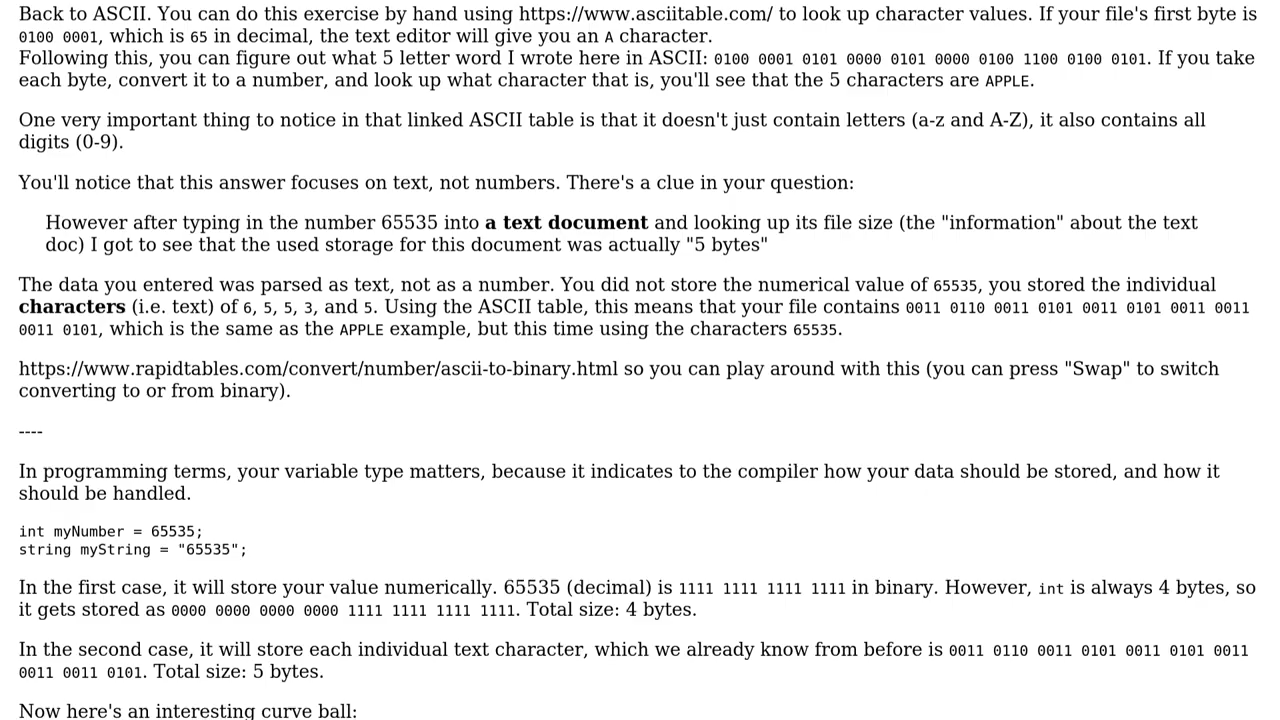 Back to ASCII. You can do this exercise by hand using https://www.asciitable.com/ to look up character values. If your file's first byte is
0100 0001, which is 65 in decimal, the text editor will give you an A character.
Following this, you can figure out what 5 letter word I wrote here in ASCII: 0100 0001 0101 0000 0101 0000 0100 1100 0100 0101. If you take
each byte, convert it to a number, and look up what character that is, you'll see that the 5 characters are APPLE.
One very important thing to notice in that linked ASCII table is that it doesn't just contain letters (a-z and A-Z), it also contains all
digits (0-9).
You'll notice that this answer focuses on text, not numbers. There's a clue in your question:
However after typing in the number 65535 into a text document and looking up its file size (the "information" about the text
doc) I got to see that the used storage for this document was actually "5 bytes"
The data you entered was parsed as text, not as a number. You did not store the numerical value of 65535, you stored the individual
characters (i.e. text) of 6, 5, 5, 3, and 5. Using the ASCII table, this means that your file contains 0011 0110 0011 0101 0011 0101 0011 0011
0011 0101, which is the same as the APPLE example, but this time using the characters 65535.
https://www.rapidtables.com/convert/number/ascii-to-binary.html so you can play around with this (you can press "Swap" to switch
converting to or from binary).
----
In programming terms, your variable type matters, because it indicates to the compiler how your data should be stored, and how it
should be handled.
int myNumber = 65535;
string myString = "65535";
In the first case, it will store your value numerically. 65535 (decimal) is 1111 1111 1111 1111 in binary. However, int is always 4 bytes, so
it gets stored as 0000 0000 0000 0000 1111 1111 1111 1111. Total size: 4 bytes.
In the second case, it will store each individual text character, which we already know from before is 0011 0110 0011 0101 0011 0101 0011
0011 0011 0101. Total size: 5 bytes.
Now here's an interesting curve ball: